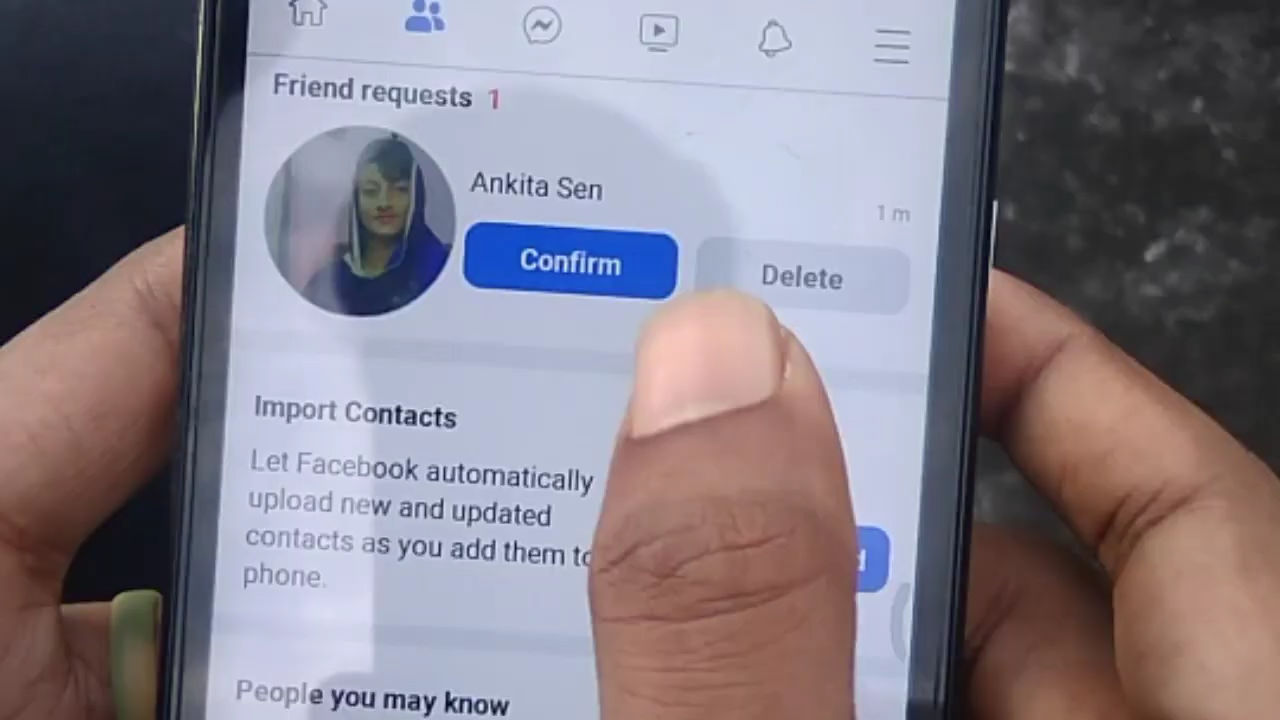 Friend requests 1
Ankita Sen
1 m
Confirm
Delete
Import Contacts
Let Facebook automatically
upload new and updated
contacts as you add them to
phone.
People you may know